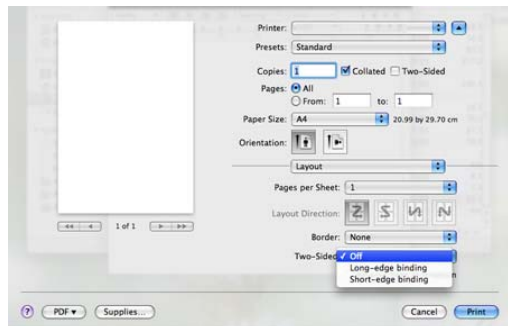 Printer:
Presets: Standard
Copies: 1 Collated Two-Sided
Pages: All
From: 1 to: 1
Paper Size: A4 20.99 by 29.70 cm
Orientation:
Layout
Pages per Sheet: 1
Layout Direction:
1 of 1
Border: None
Two-Sided: ✓ Off
Long-edge binding
Short-edge binding
? PDF ▾ Supplies... Cancel Print